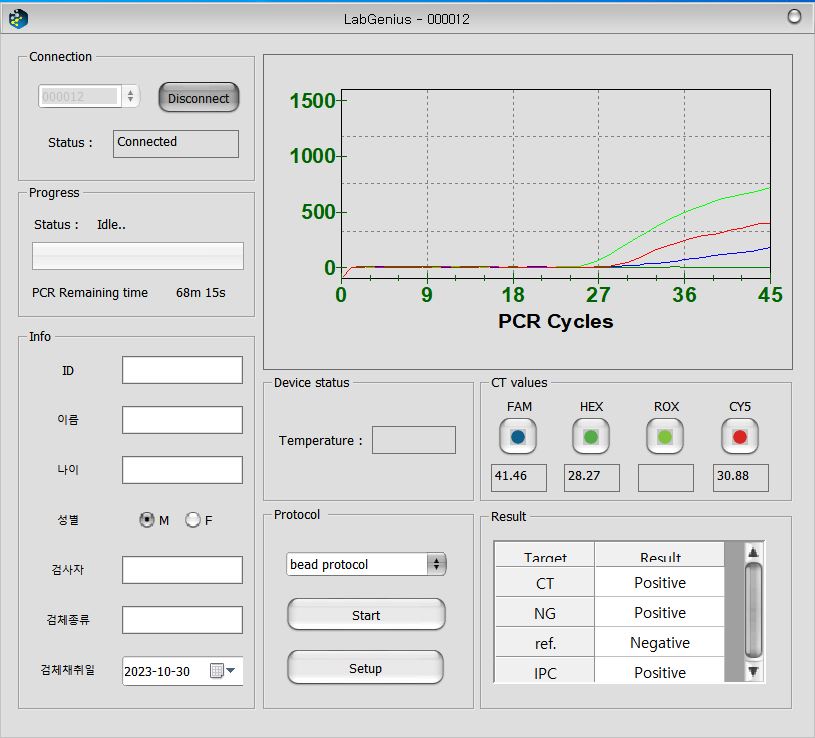 LabGenius - 000012
Connection
000012
Disconnect
Status :
Connected
Progress
Status : Idle..
PCR Remaining time 68m 15s
Info
ID
이름
나이
성별
M
F
검사자
검체종류
검체채취일
2023-10-30
1500
1000
500
0
0 9 18 27 36 45
PCR Cycles
Device status
Temperature :
Protocol
bead protocol
Start
Setup
CT values
FAM HEX ROX CY5
41.46 28.27 30.88
Result
Target Result
CT Positive
NG Positive
ref. Negative
IPC Positive